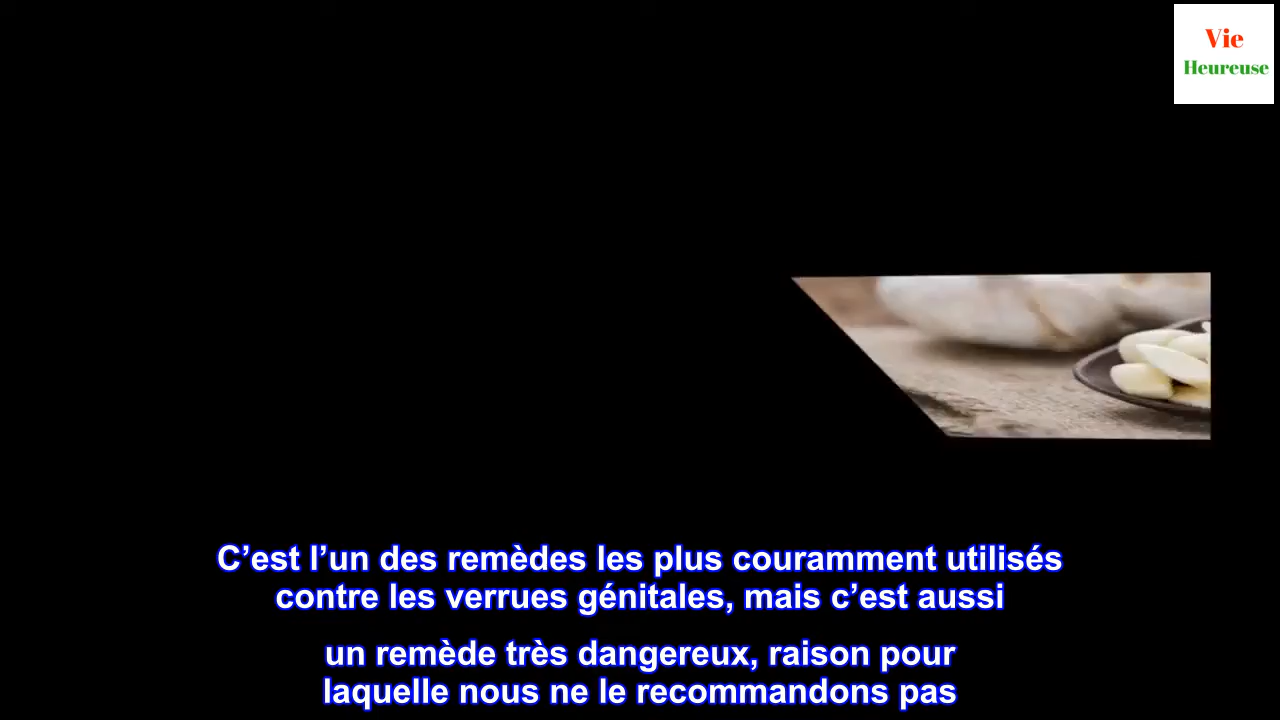 Vie
Heureuse
C’est l’un des remèdes les plus couramment utilisés
contre les verrues génitales, mais c’est aussi
un remède très dangereux, raison pour
laquelle nous ne le recommandons pas